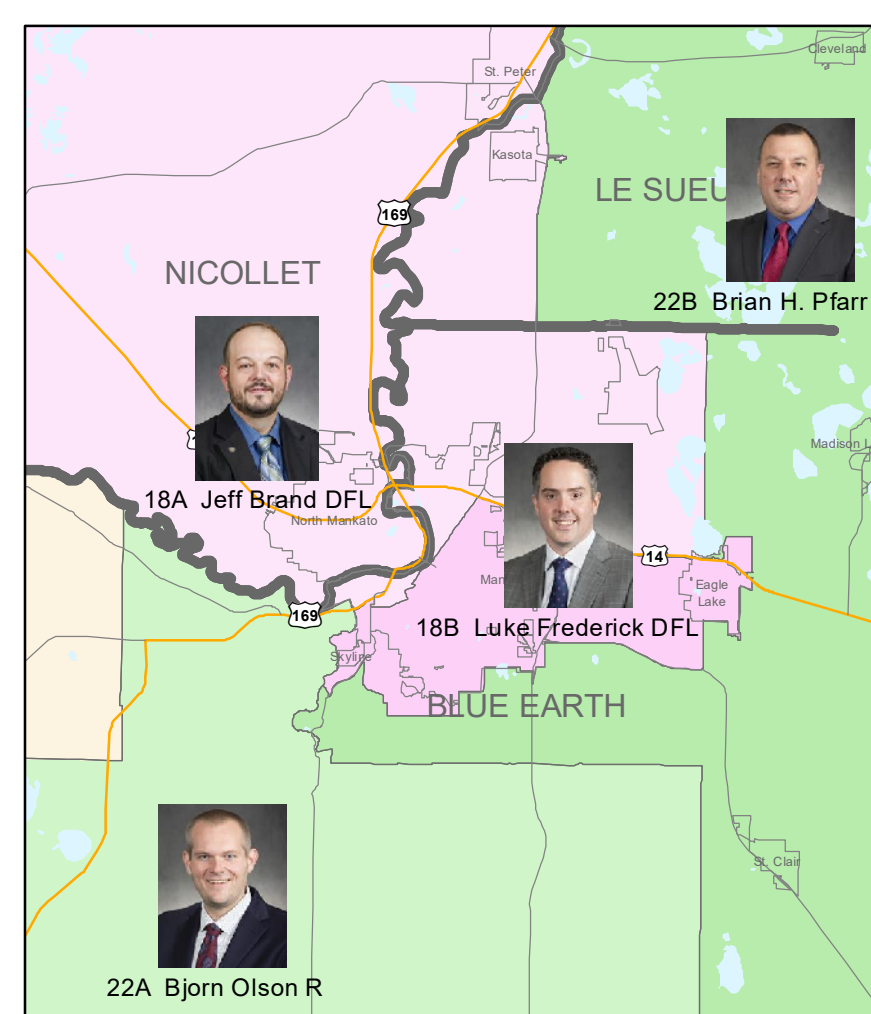 Cleveland
St. Peter
Kasota
LE SUEU
169
NICOLLET
22B Brian H. Pfarr
Madison L
18A Jeff Brand DFL
North Mankato
14
Man
Eagle
Lake
169
18B Luke Frederick DFL
Skyline
BLUE EARTH
St. Clair
22A Bjorn Olson R